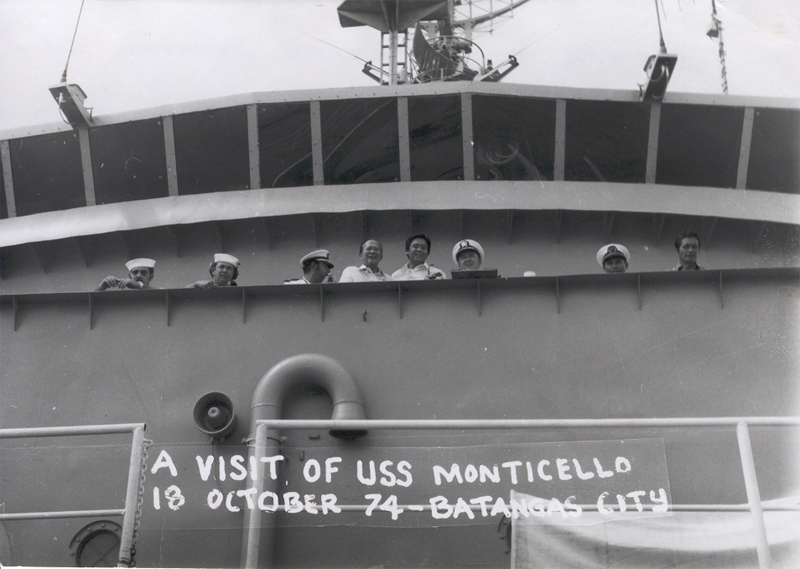 A VISIT OF USS MONTICELLO
18 OCTOBER 74-BATANGAS CITY